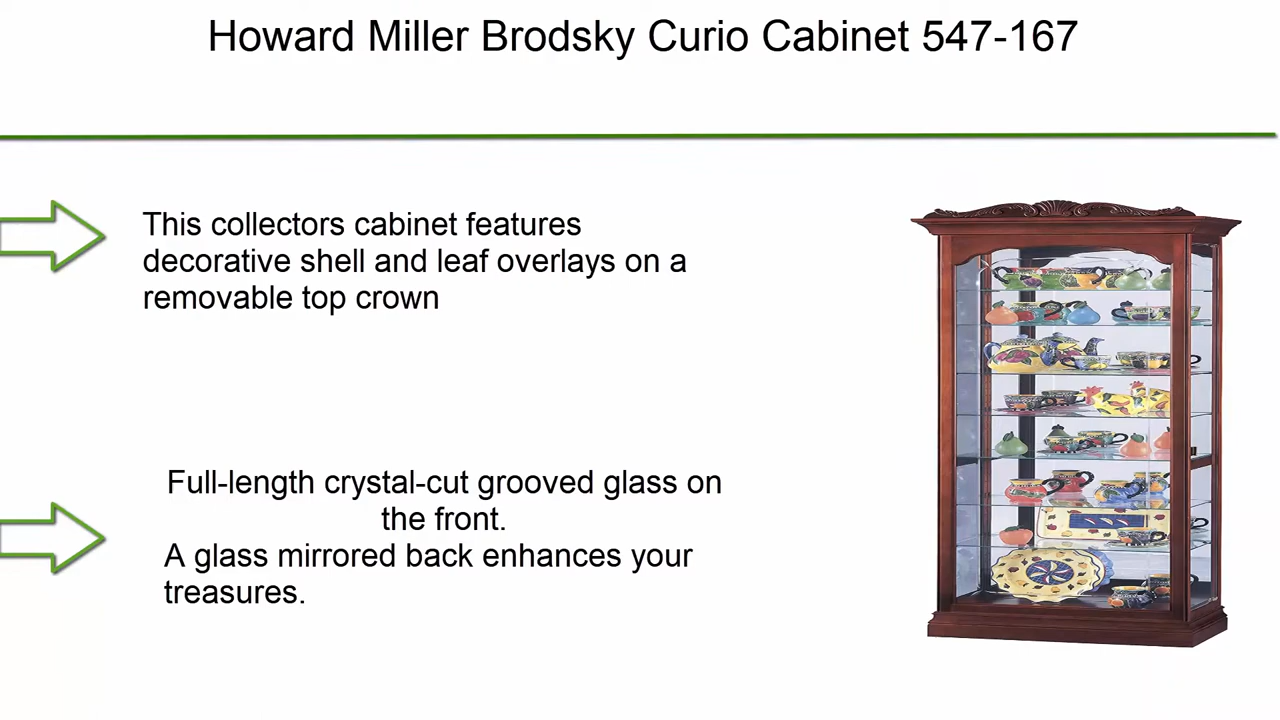 Howard Miller Brodsky Curio Cabinet 547-167
This collectors cabinet features
decorative shell and leaf overlays on a
removable top crown
Full-length crystal-cut grooved glass on
the front.
A glass mirrored back enhances your
treasures.